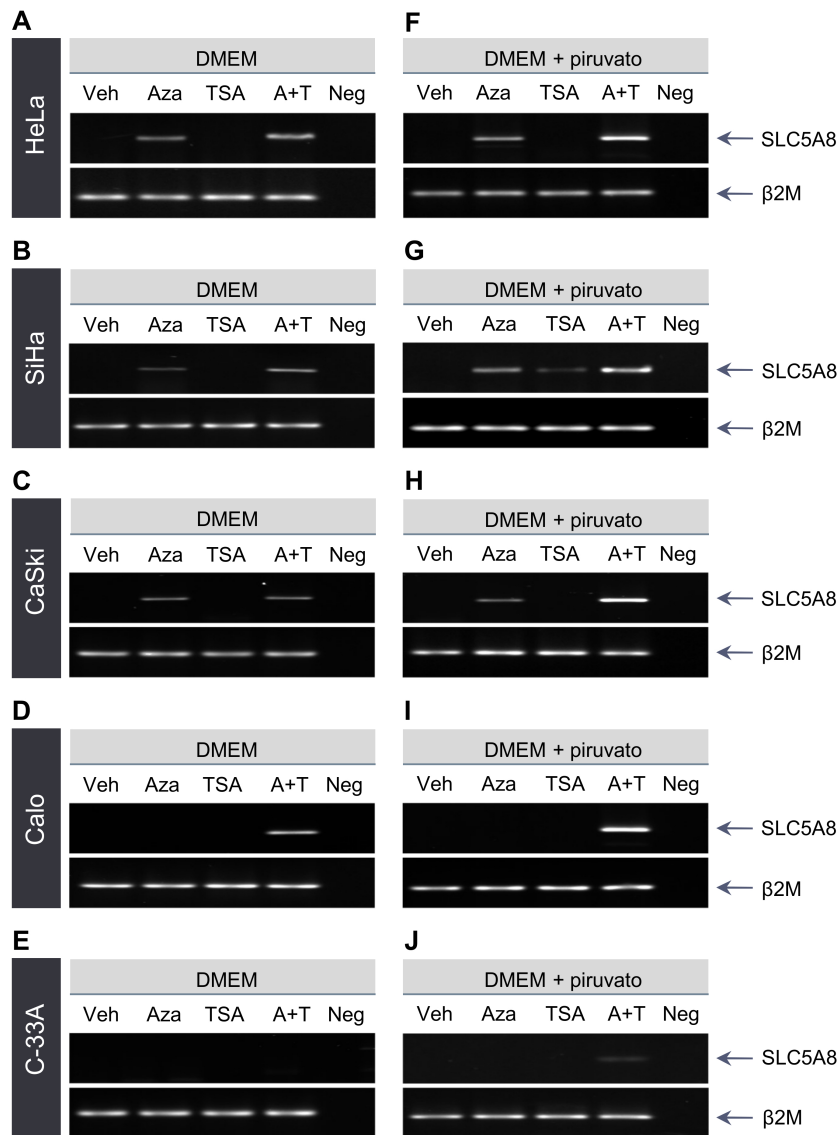 A
F
HeLa
DMEM
DMEM + piruvato
Veh Aza TSA A+T Neg
Veh Aza TSA A+T Neg
SLC5A8
β2M
B
G
SiHa
DMEM
DMEM + piruvato
Veh Aza TSA A+T Neg
Veh Aza TSA A+T Neg
SLC5A8
β2M
C
H
CaSki
DMEM
DMEM + piruvato
Veh Aza TSA A+T Neg
Veh Aza TSA A+T Neg
SLC5A8
β2M
D
I
Calo
DMEM
DMEM + piruvato
Veh Aza TSA A+T Neg
Veh Aza TSA A+T Neg
SLC5A8
β2M
E
J
C-33A
DMEM
DMEM + piruvato
Veh Aza TSA A+T Neg
Veh Aza TSA A+T Neg
SLC5A8
β2M